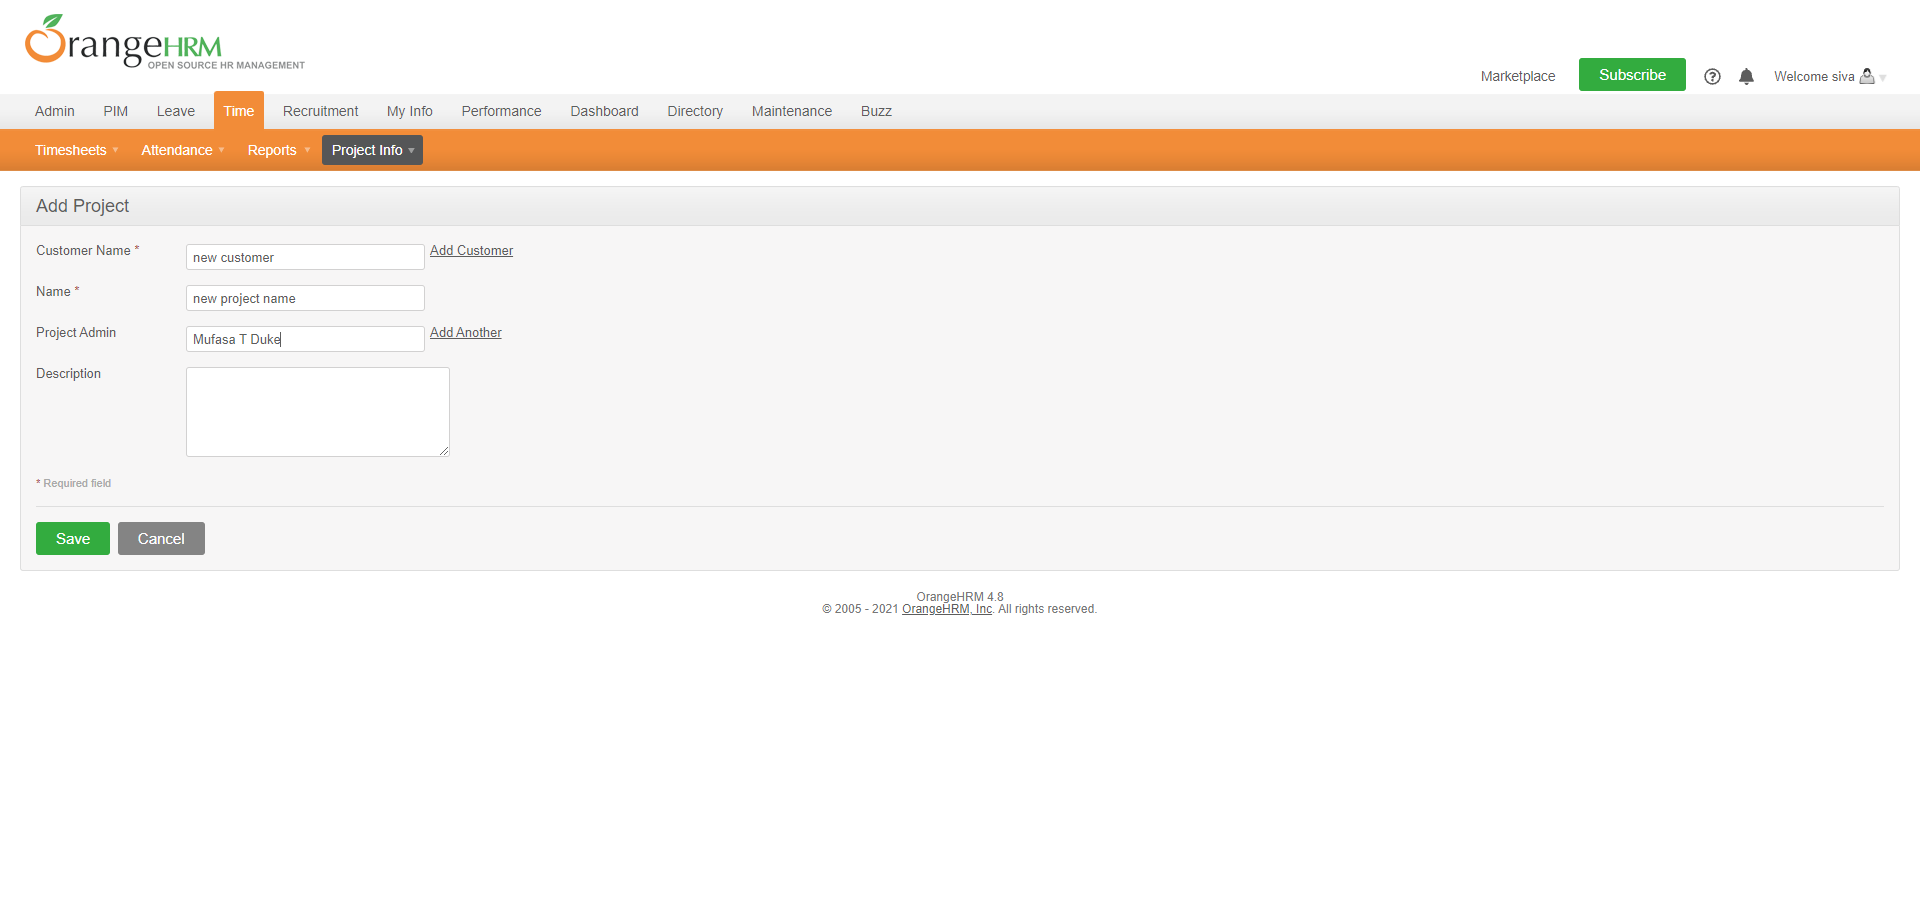 OrangeHRM
OPEN SOURCE HR MANAGEMENT
Marketplace Subscribe Welcome siva
Admin PIM Leave Time Recruitment My Info Performance Dashboard Directory Maintenance Buzz
Timesheets Attendance Reports Project Info
Add Project
Customer Name * new customer Add Customer
Name * new project name
Project Admin Mufasa T Duke Add Another
Description
* Required field
Save Cancel
OrangeHRM 4.8
© 2005 - 2021 OrangeHRM, Inc. All rights reserved.